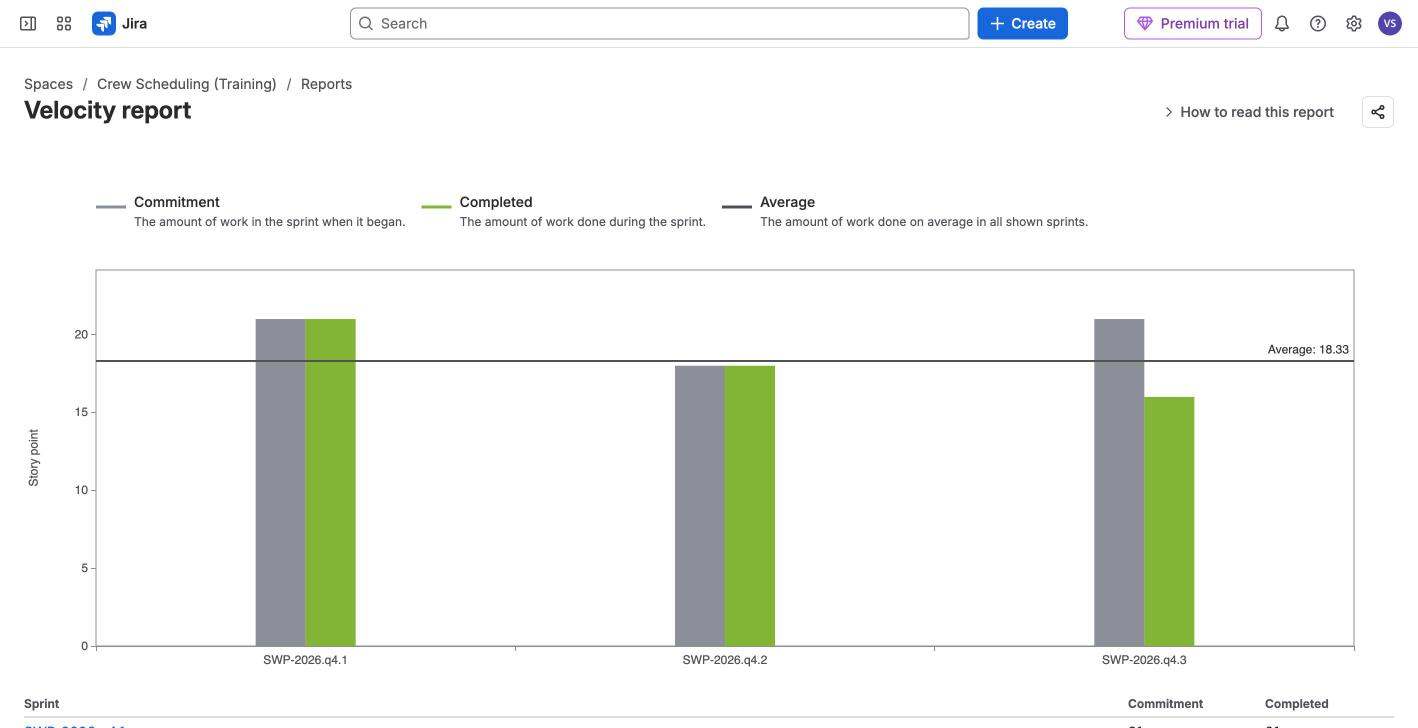 Jira
Search
Create
Premium trial
VS
Spaces / Crew Scheduling (Training) / Reports
Velocity report
How to read this report
Commitment
The amount of work in the sprint when it began.
Completed
The amount of work done during the sprint.
Average
The amount of work done on average in all shown sprints.
20
15
10
5
0
Story point
Average: 18.33
SWP-2026.q4.1
SWP-2026.q4.2
SWP-2026.q4.3
Sprint Commitment Completed